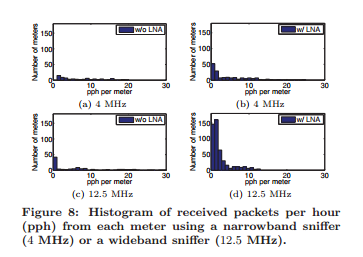 Number of meters
150
100
50
0
0 10 20 30
pph per meter
w/o LNA
(a) 4 MHz
Number of meters
150
100
50
0
0 10 20 30
pph per meter
w/ LNA
(b) 4 MHz
Number of meters
150
100
50
0
0 10 20 30
pph per meter
w/o LNA
(c) 12.5 MHz
Number of meters
150
100
50
0
0 10 20 30
pph per meter
w/ LNA
(d) 12.5 MHz
Figure 8: Histogram of received packets per hour
(pph) from each meter using a narrowband sniffer
(4 MHz) or a wideband sniffer (12.5 MHz).